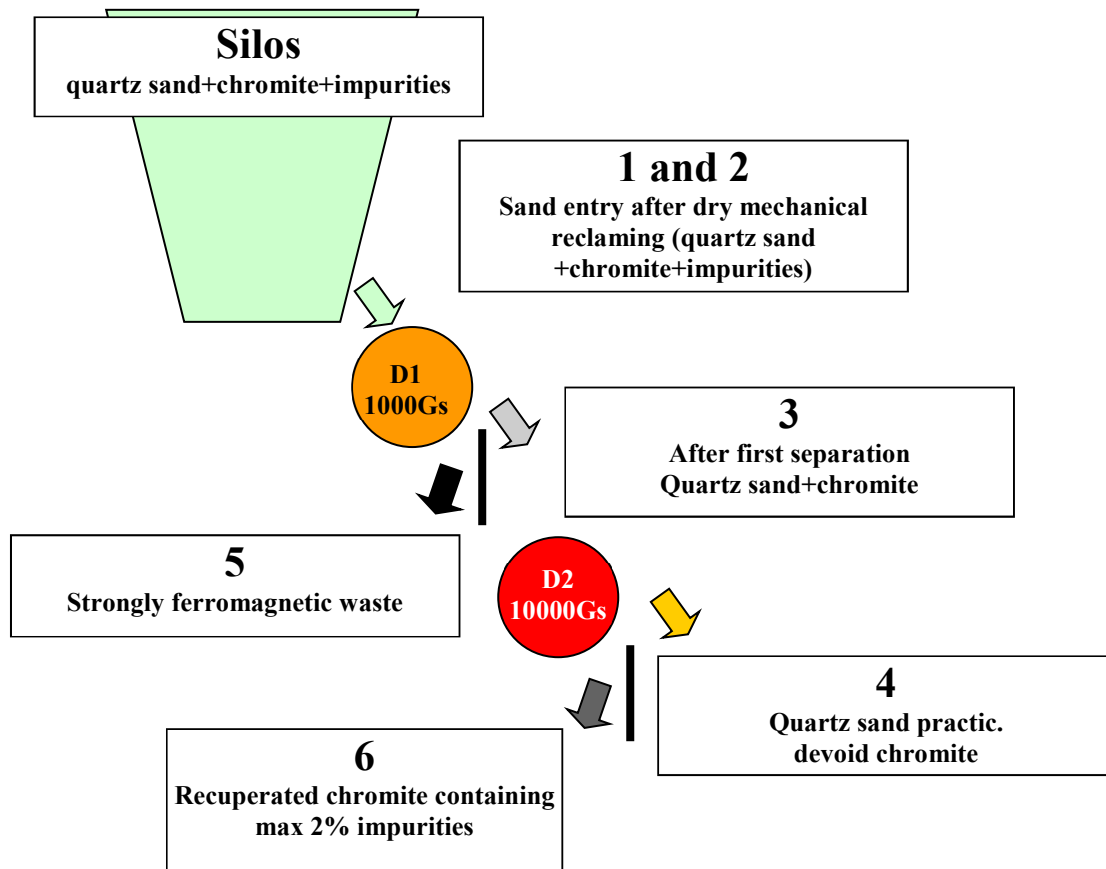 Silos
quartz sand+chromite+impurities
1 and 2
Sand entry after dry mechanical
reclaming (quartz sand
+chromite+impurities)
D1
1000Gs
3
After first separation
Quartz sand+chromite
5
Strongly ferromagnetic waste
D2
10000Gs
4
Quartz sand practic.
devoid chromite
6
Recuperated chromite containing
max 2% impurities